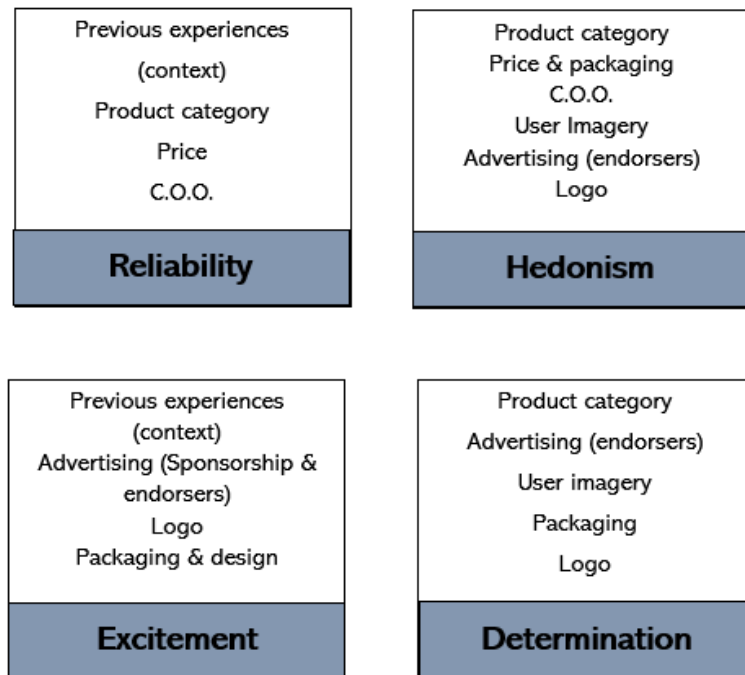 Previous experiences
(context)
Product category
Price
C.O.O.
Reliability
Product category
Price & packaging
C.O.O.
User Imagery
Advertising (endorsers)
Logo
Hedonism
Previous experiences
(context)
Advertising (Sponsorship &
endorsers)
Logo
Packaging & design
Excitement
Product category
Advertising (endorsers)
User imagery
Packaging
Logo
Determination